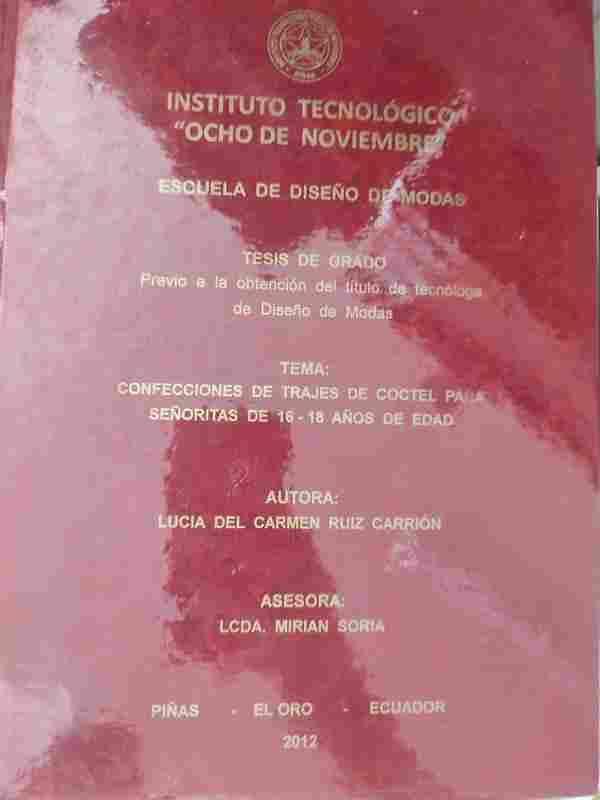 INSTITUTO TECNOLÓGICO
"OCHO DE NOVIEMBRE"
ESCUELA DE DISEÑO DE MODAS
TESIS DE GRADO
Previo a la obtención del título de tecnóloga
de Diseño de Modas
TEMA:
CONFECCIONES DE TRAJES DE COCTEL PARA
SEÑORITAS DE 16 - 18 AÑOS DE EDAD.
AUTORA:
LUCIA DEL CARMEN RUIZ CARRIÓN
ASESORA:
LCDA. MIRIAN SORIA
PIÑAS - EL ORO - ECUADOR
2012